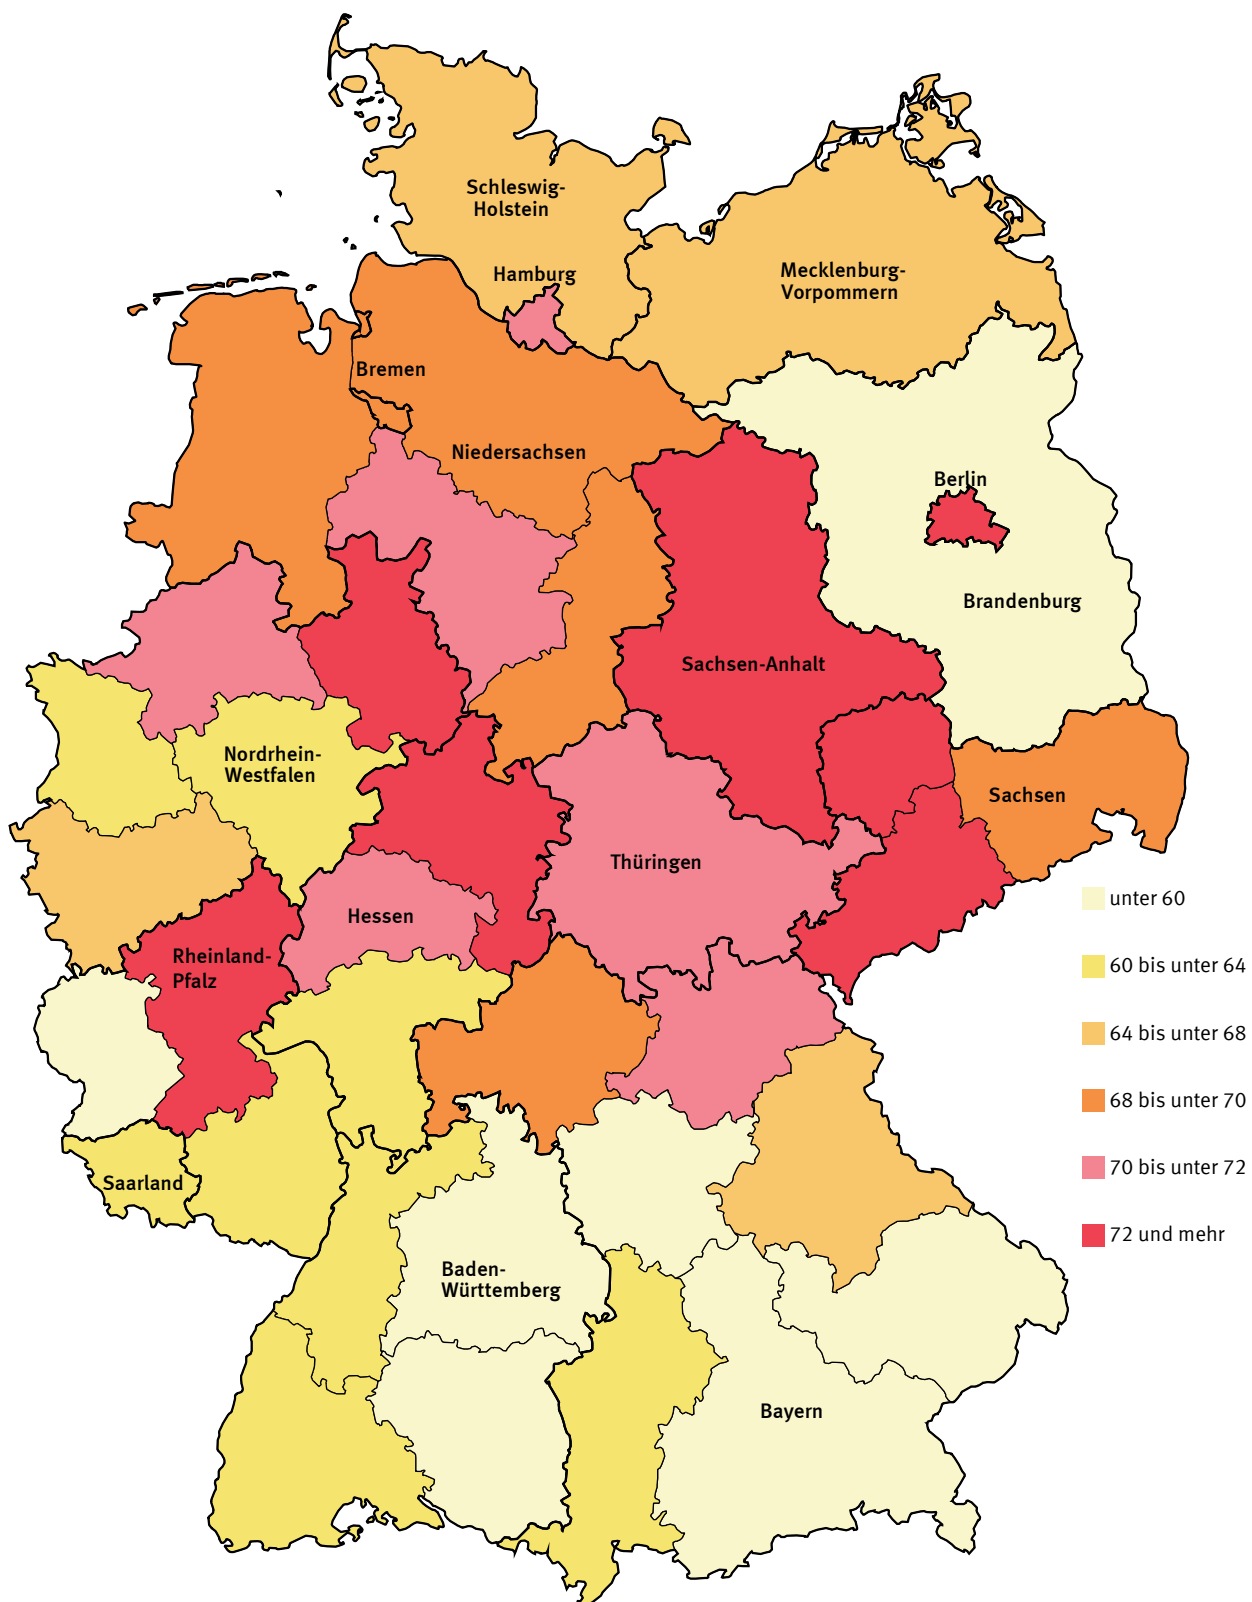 Schleswig-
Holstein
Hamburg
Mecklenburg-
Vorpommern
Bremen
Niedersachsen
Berlin
Brandenburg
Sachsen-Anhalt
Nordrhein-
Westfalen
Sachsen
Thüringen
Hessen
Rheinland-
Pfalz
Saarland
Baden-
Württemberg
Bayern
unter 60
60 bis unter 64
64 bis unter 68
68 bis unter 70
70 bis unter 72
72 und mehr